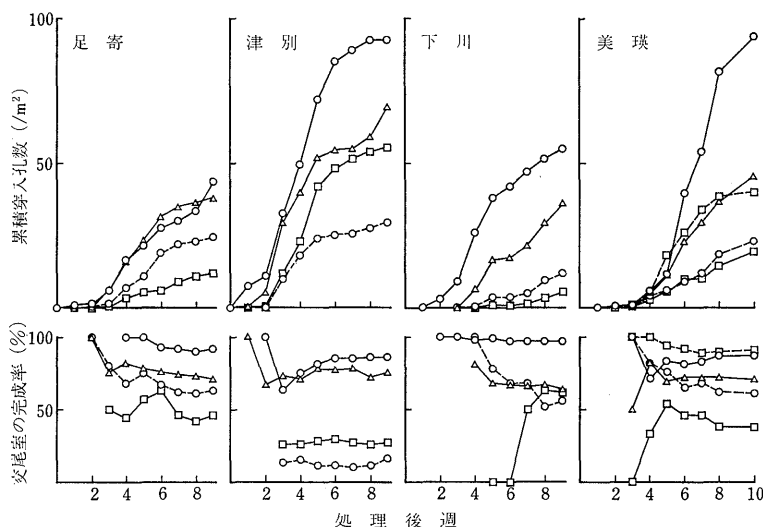 足寄
津別
下川
美瑛
100
50
累積穿入孔数 (/m²)
100
50
交尾室の完成率 (%)
2 4 6 8
2 4 6 8
2 4 6 8
2 4 6 8 10
処理後週